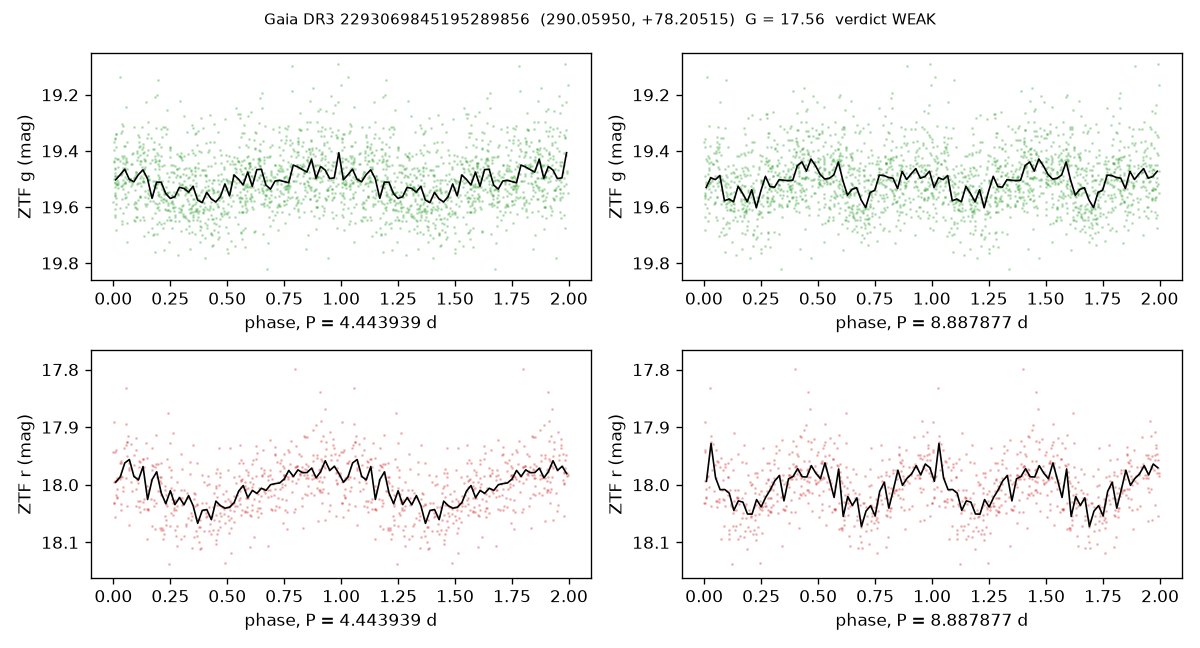 Gaia DR3 2293069845195289856 (290.05950, +78.20515) G = 17.56 verdict WEAK
ZTF g (mag)
19.2
19.4
19.6
19.8
0.00 0.25 0.50 0.75 1.00 1.25 1.50 1.75 2.00
phase, P = 4.443939 d
ZTF g (mag)
19.2
19.4
19.6
19.8
0.00 0.25 0.50 0.75 1.00 1.25 1.50 1.75 2.00
phase, P = 8.887877 d
ZTF r (mag)
17.8
17.9
18.0
18.1
0.00 0.25 0.50 0.75 1.00 1.25 1.50 1.75 2.00
phase, P = 4.443939 d
ZTF r (mag)
17.8
17.9
18.0
18.1
0.00 0.25 0.50 0.75 1.00 1.25 1.50 1.75 2.00
phase, P = 8.887877 d